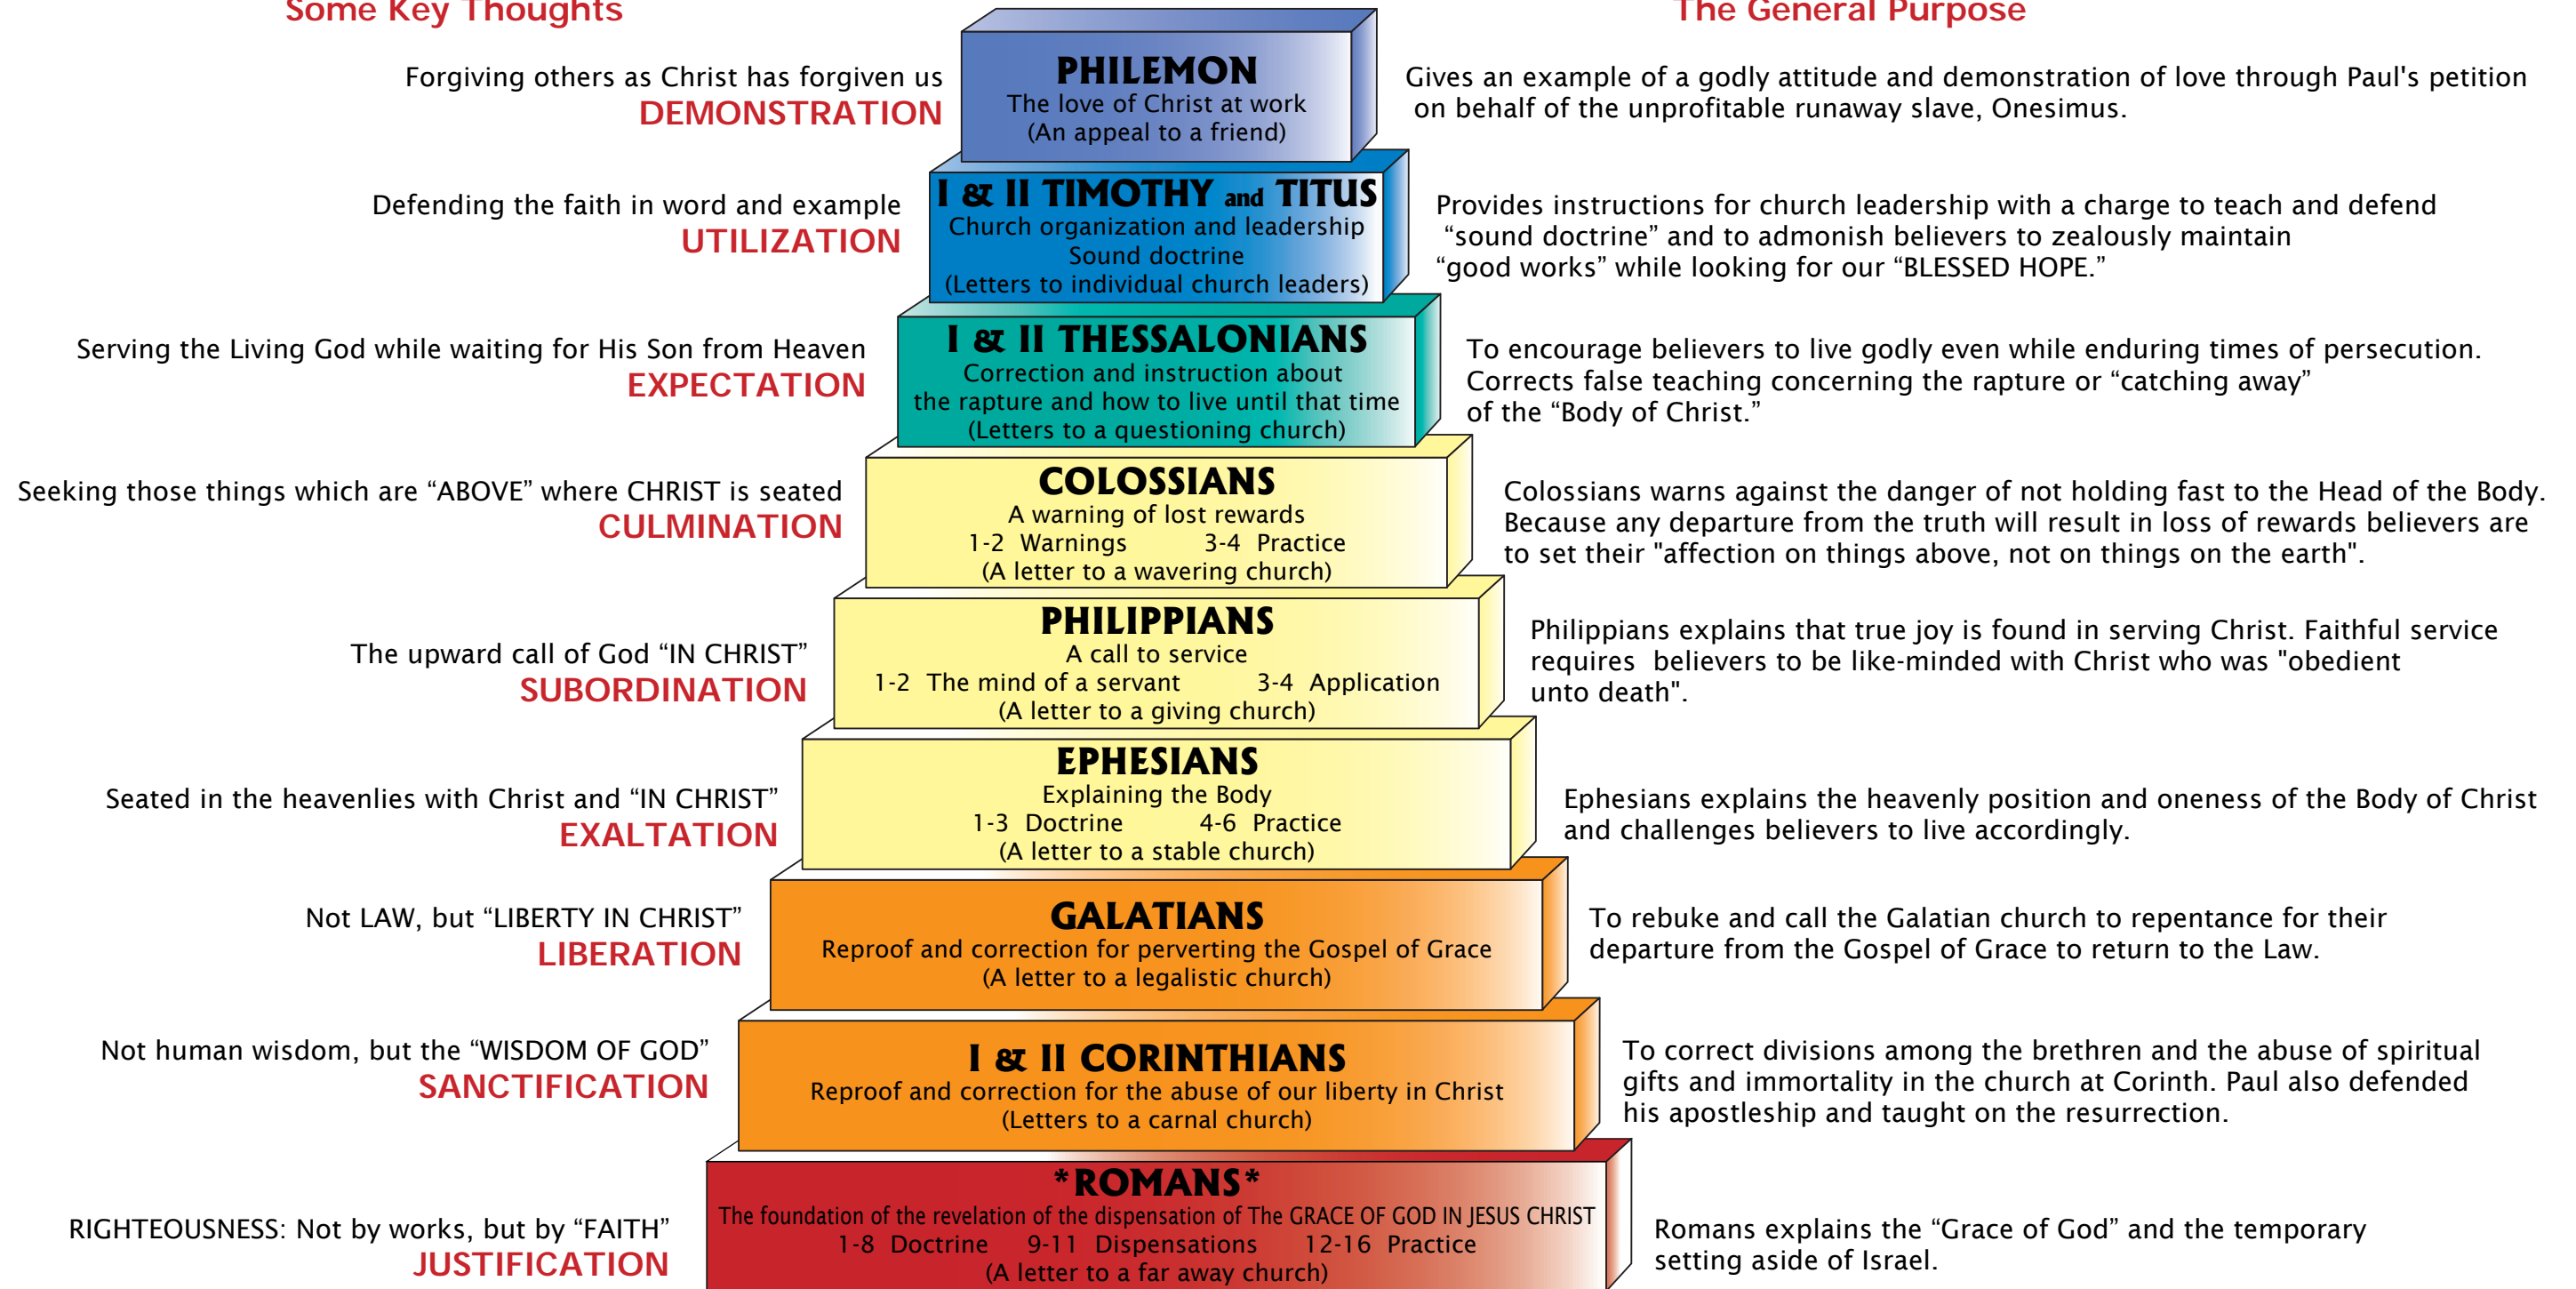 Some Key Thoughts
The General Purpose
Forgiving others as Christ has forgiven us
DEMONSTRATION
PHILEMON
The love of Christ at work
(An appeal to a friend)
Gives an example of a godly attitude and demonstration of love through Paul's petition
on behalf of the unprofitable runaway slave, Onesimus.
Defending the faith in word and example
UTILIZATION
I & II TIMOTHY and TITUS
Church organization and leadership
Sound doctrine
(Letters to individual church leaders)
Provides instructions for church leadership with a charge to teach and defend
“sound doctrine” and to admonish believers to zealously maintain
“good works” while looking for our “BLESSED HOPE.”
Serving the Living God while waiting for His Son from Heaven
EXPECTATION
I & II THESSALONIANS
Correction and instruction about
the rapture and how to live until that time
(Letters to a questioning church)
To encourage believers to live godly even while enduring times of persecution.
Corrects false teaching concerning the rapture or “catching away”
of the “Body of Christ.”
Seeking those things which are “ABOVE” where CHRIST is seated
CULMINATION
COLOSSIANS
A warning of lost rewards
1-2 Warnings 3-4 Practice
(A letter to a wavering church)
Colossians warns against the danger of not holding fast to the Head of the Body.
Because any departure from the truth will result in loss of rewards believers are
to set their "affection on things above, not on things on the earth".
The upward call of God “IN CHRIST”
SUBORDINATION
PHILIPPIANS
A call to service
1-2 The mind of a servant 3-4 Application
(A letter to a giving church)
Philippians explains that true joy is found in serving Christ. Faithful service
requires believers to be like-minded with Christ who was "obedient
unto death".
Seated in the heavenlies with Christ and “IN CHRIST”
EXALTATION
EPHESIANS
Explaining the Body
1-3 Doctrine 4-6 Practice
(A letter to a stable church)
Ephesians explains the heavenly position and oneness of the Body of Christ
and challenges believers to live accordingly.
Not LAW, but “LIBERTY IN CHRIST”
LIBERATION
GALATIANS
Reproof and correction for perverting the Gospel of Grace
(A letter to a legalistic church)
To rebuke and call the Galatian church to repentance for their
departure from the Gospel of Grace to return to the Law.
Not human wisdom, but the “WISDOM OF GOD”
SANCTIFICATION
I & II CORINTHIANS
Reproof and correction for the abuse of our liberty in Christ
(Letters to a carnal church)
To correct divisions among the brethren and the abuse of spiritual
gifts and immortality in the church at Corinth. Paul also defended
his apostleship and taught on the resurrection.
RIGHTEOUSNESS: Not by works, but by “FAITH”
JUSTIFICATION
*ROMANS*
The foundation of the revelation of the dispensation of The GRACE OF GOD IN JESUS CHRIST
1-8 Doctrine 9-11 Dispensations 12-16 Practice
(A letter to a far away church)
Romans explains the “Grace of God” and the temporary
setting aside of Israel.